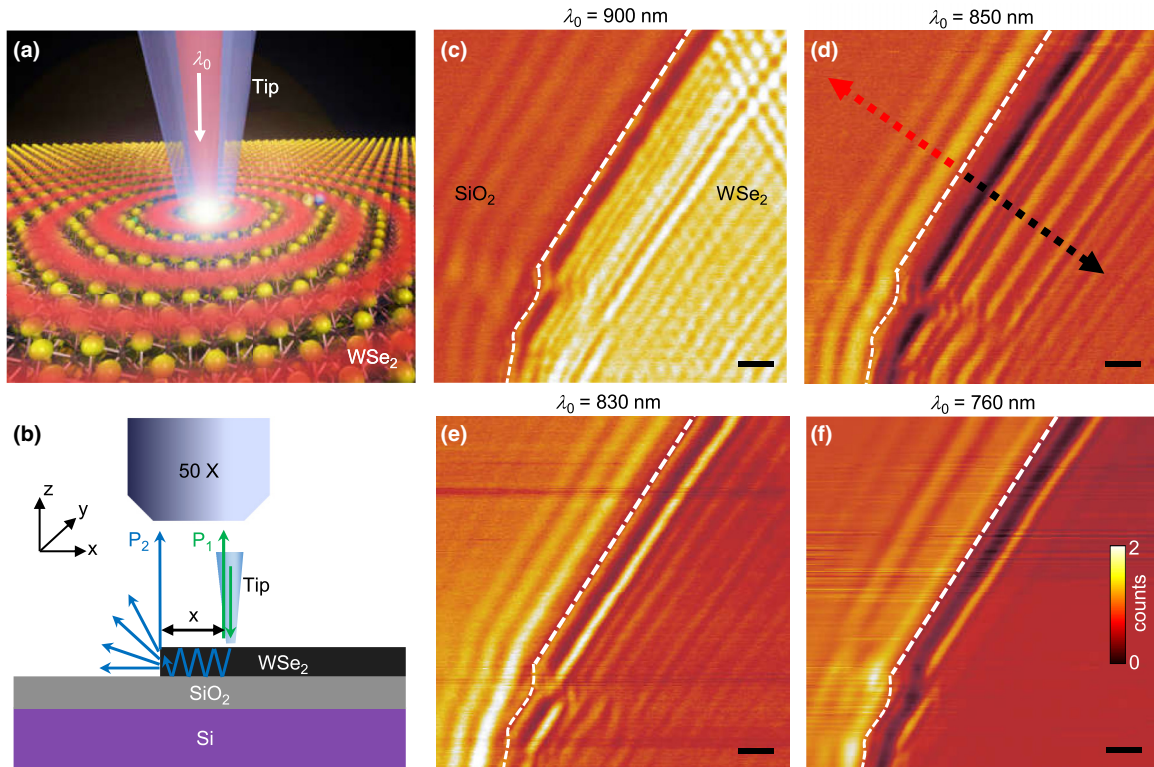 (a)
λ0
Tip
WSe2
λ0 = 900 nm
(c)
SiO2
WSe2
λ0 = 850 nm
(d)
(b)
50 X
z
y
x
P2
P1
Tip
x
WSe2
SiO2
Si
λ0 = 830 nm
(e)
λ0 = 760 nm
(f)
2
counts
0